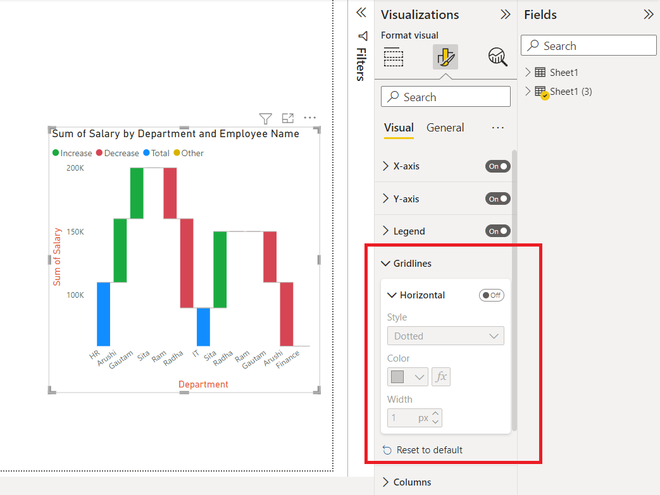 Visualizations
Fields
Format visual
Filters
Search
Search
Sheet1
Sheet1 (3)
Visual General
X-axis On
Y-axis On
Legend On
Gridlines
Horizontal Off
Style
Dotted
Color
fx
Width
1 px
Reset to default
Columns
Sum of Salary by Department and Employee Name
Increase Decrease Total Other
200K
150K
100K
Sum of Salary
HR Arushi Gautam Sita Ram Radha IT Sita Radha Ram Gautam Arushi Finance
Department